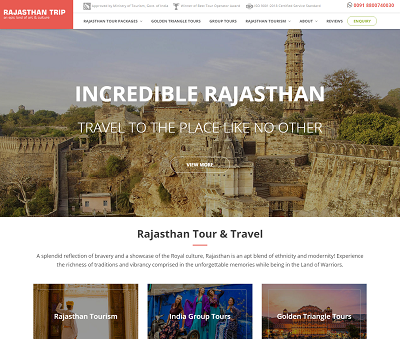 RAJASTHAN TRIP
an epic land of art & culture
Approved by Ministry of Tourism, Govt. of India
Winner of Best Tour Operator Award
ISO 9001:2015 Certified Service Standard
0091 8800740030
RAJASTHAN TOUR PACKAGES
GOLDEN TRIANGLE TOURS
GROUP TOURS
RAJASTHAN TOURISM
ABOUT
REVIEWS
ENQUIRY
INCREDIBLE RAJASTHAN
TRAVEL TO THE PLACE LIKE NO OTHER
VIEW MORE
Rajasthan Tour & Travel
A splendid reflection of bravery and a showcase of the Royal culture, Rajasthan is an apt blend of ethnicity and modernity! Experience
the richness of traditions and vibrancy comprised in the unforgettable memories while being in the Land of Warriors.
Rajasthan Tourism
India Group Tours
Golden Triangle Tours